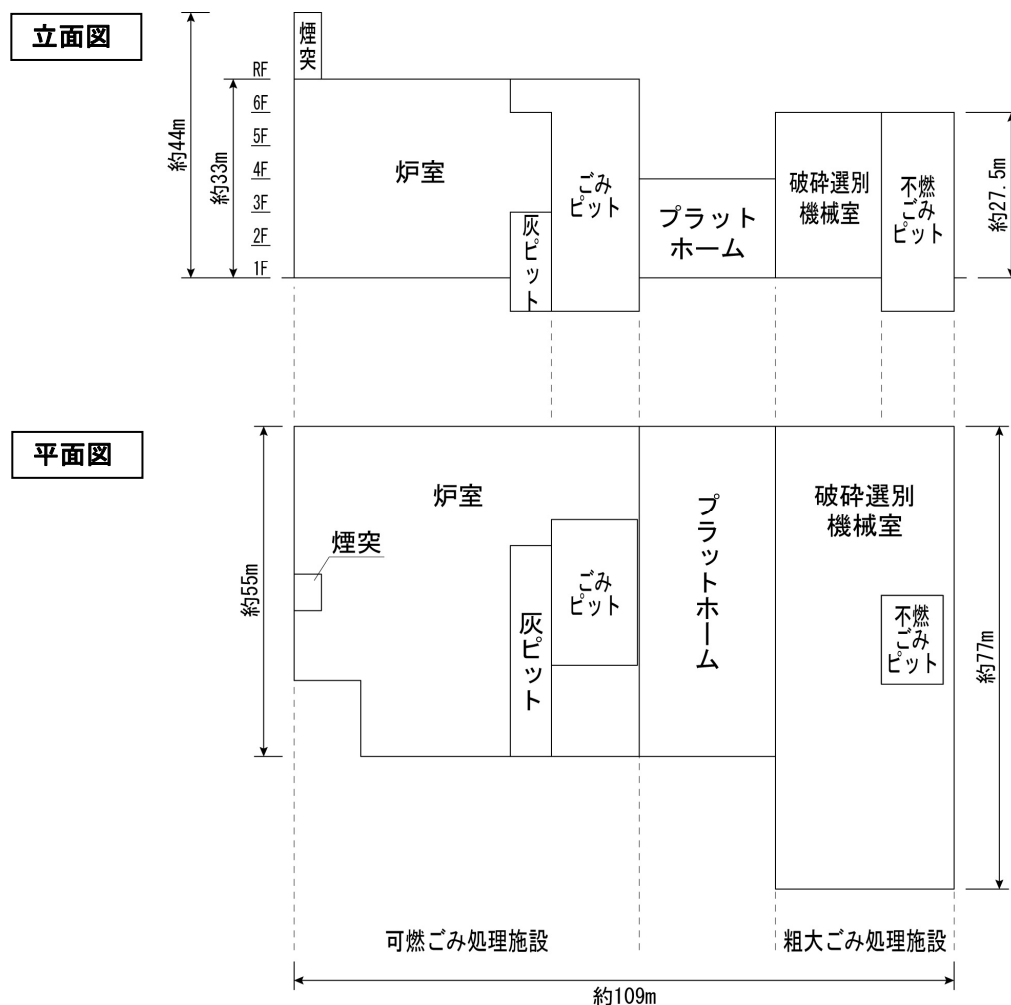 立面図
煙
突
RF
6F
5F
4F
3F
2F
1F
約44m
約33m
炉室
灰ピット
ごみ
ピット
プラット
ホーム
破砕選別
機械室
不燃
ごみ
ピット
約27.5m
平面図
炉室
煙突
灰ピット
ごみ
ピット
プラットホーム
破砕選別
機械室
不燃
ごみ
ピット
約55m
約77m
可燃ごみ処理施設
粗大ごみ処理施設
約109m